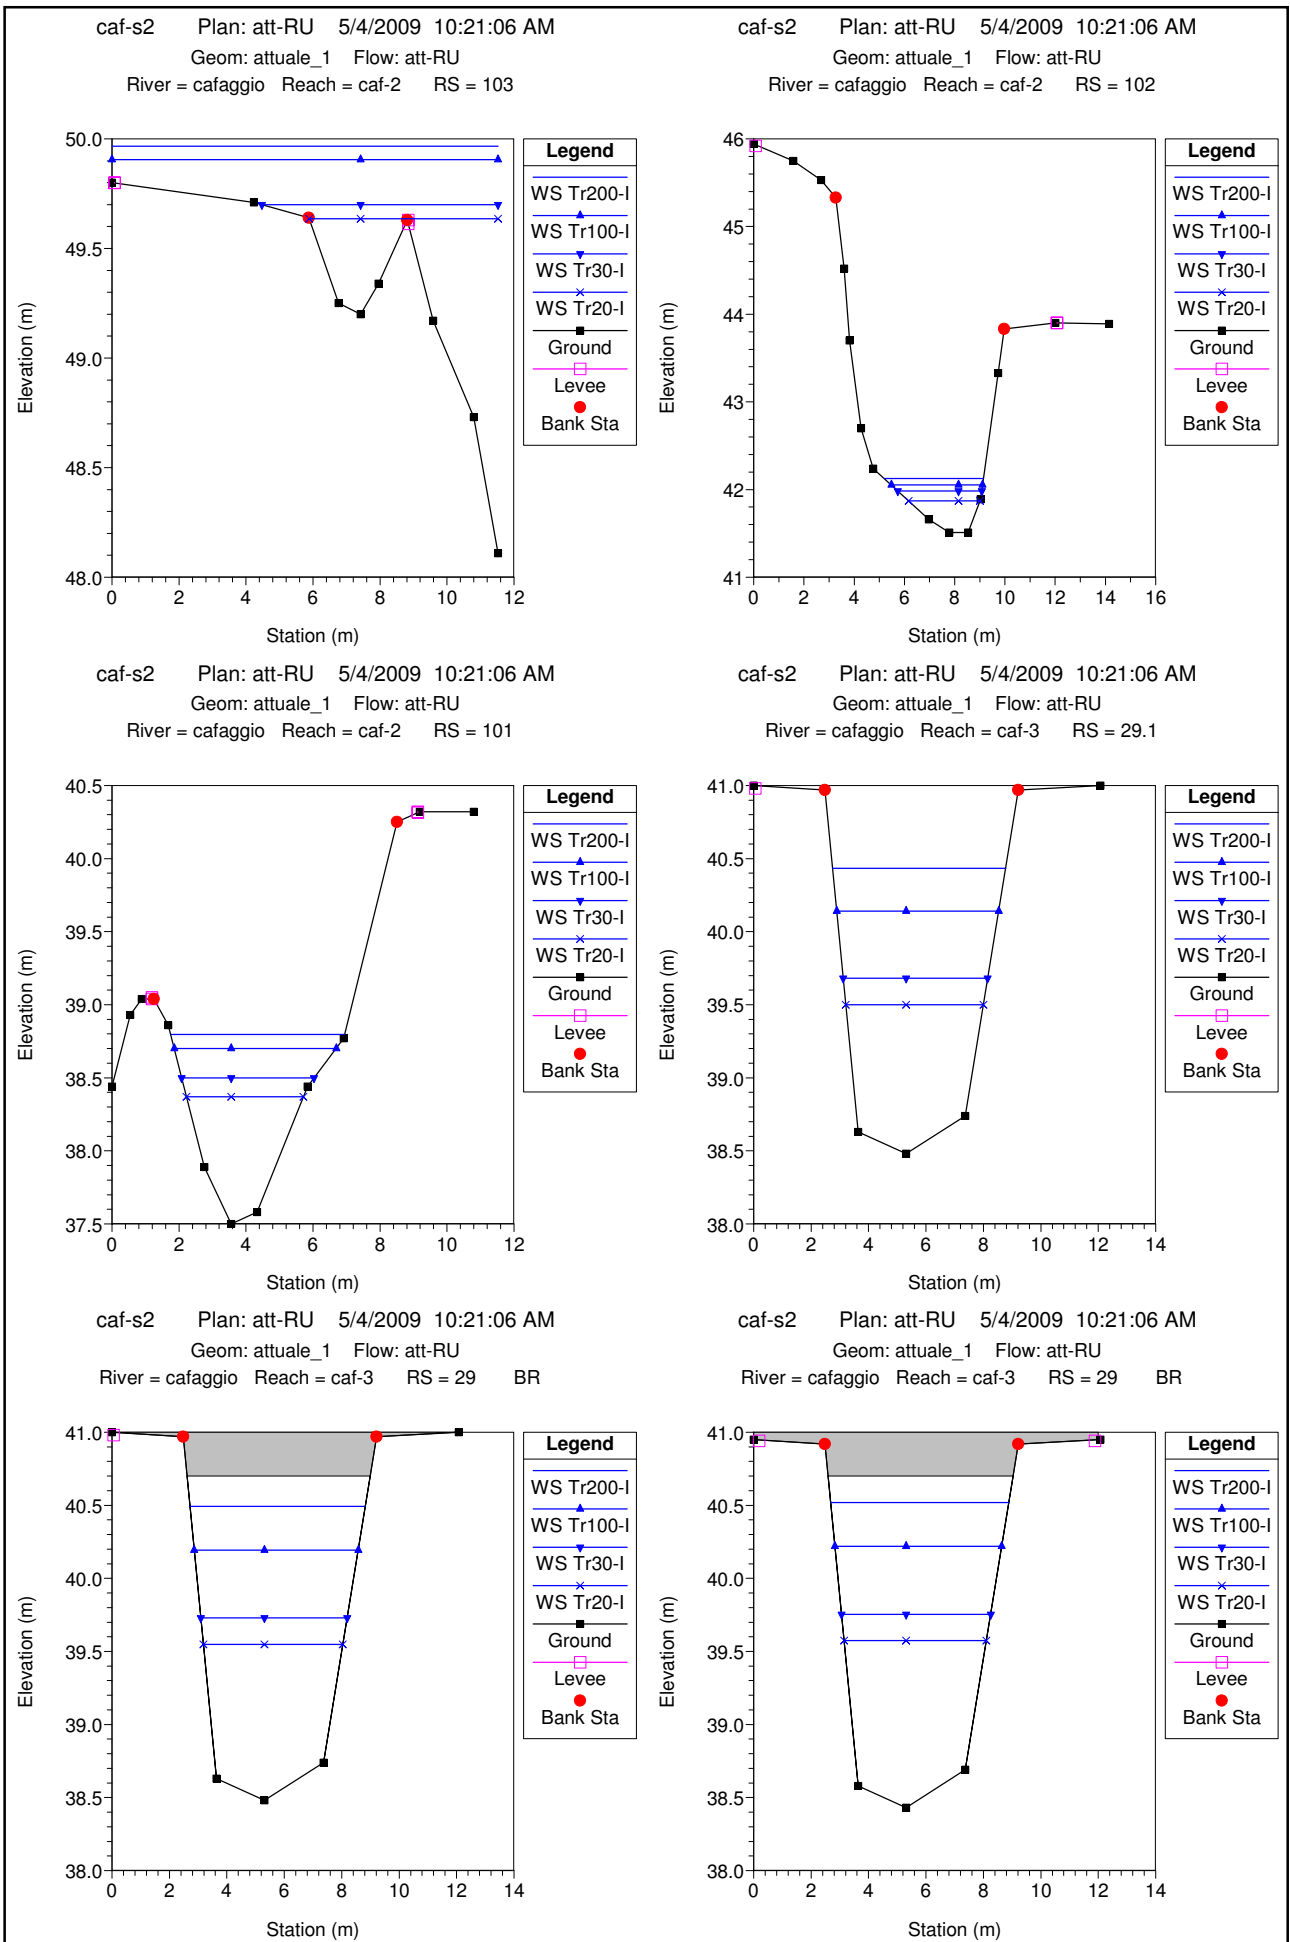 caf-s2 Plan: att-RU 5/4/2009 10:21:06 AM
Geom: attuale_1 Flow: att-RU
River = cafaggio Reach = caf-2 RS = 103
50.0
49.5
49.0
48.5
48.0
0 2 4 6 8 10 12
Station (m)
Elevation (m)
Legend
WS Tr200-I
WS Tr100-I
WS Tr30-I
WS Tr20-I
Ground
Levee
Bank Sta
caf-s2 Plan: att-RU 5/4/2009 10:21:06 AM
Geom: attuale_1 Flow: att-RU
River = cafaggio Reach = caf-2 RS = 102
46
45
44
43
42
41
0 2 4 6 8 10 12 14 16
Station (m)
Elevation (m)
Legend
WS Tr200-I
WS Tr100-I
WS Tr30-I
WS Tr20-I
Ground
Levee
Bank Sta
caf-s2 Plan: att-RU 5/4/2009 10:21:06 AM
Geom: attuale_1 Flow: att-RU
River = cafaggio Reach = caf-2 RS = 101
40.5
40.0
39.5
39.0
38.5
38.0
37.5
0 2 4 6 8 10 12
Station (m)
Elevation (m)
Legend
WS Tr200-I
WS Tr100-I
WS Tr30-I
WS Tr20-I
Ground
Levee
Bank Sta
caf-s2 Plan: att-RU 5/4/2009 10:21:06 AM
Geom: attuale_1 Flow: att-RU
River = cafaggio Reach = caf-3 RS = 29.1
41.0
40.5
40.0
39.5
39.0
38.5
38.0
0 2 4 6 8 10 12 14
Station (m)
Elevation (m)
Legend
WS Tr200-I
WS Tr100-I
WS Tr30-I
WS Tr20-I
Ground
Levee
Bank Sta
caf-s2 Plan: att-RU 5/4/2009 10:21:06 AM
Geom: attuale_1 Flow: att-RU
River = cafaggio Reach = caf-3 RS = 29 BR
41.0
40.5
40.0
39.5
39.0
38.5
38.0
0 2 4 6 8 10 12 14
Station (m)
Elevation (m)
Legend
WS Tr200-I
WS Tr100-I
WS Tr30-I
WS Tr20-I
Ground
Levee
Bank Sta
caf-s2 Plan: att-RU 5/4/2009 10:21:06 AM
Geom: attuale_1 Flow: att-RU
River = cafaggio Reach = caf-3 RS = 29 BR
41.0
40.5
40.0
39.5
39.0
38.5
38.0
0 2 4 6 8 10 12 14
Station (m)
Elevation (m)
Legend
WS Tr200-I
WS Tr100-I
WS Tr30-I
WS Tr20-I
Ground
Levee
Bank Sta